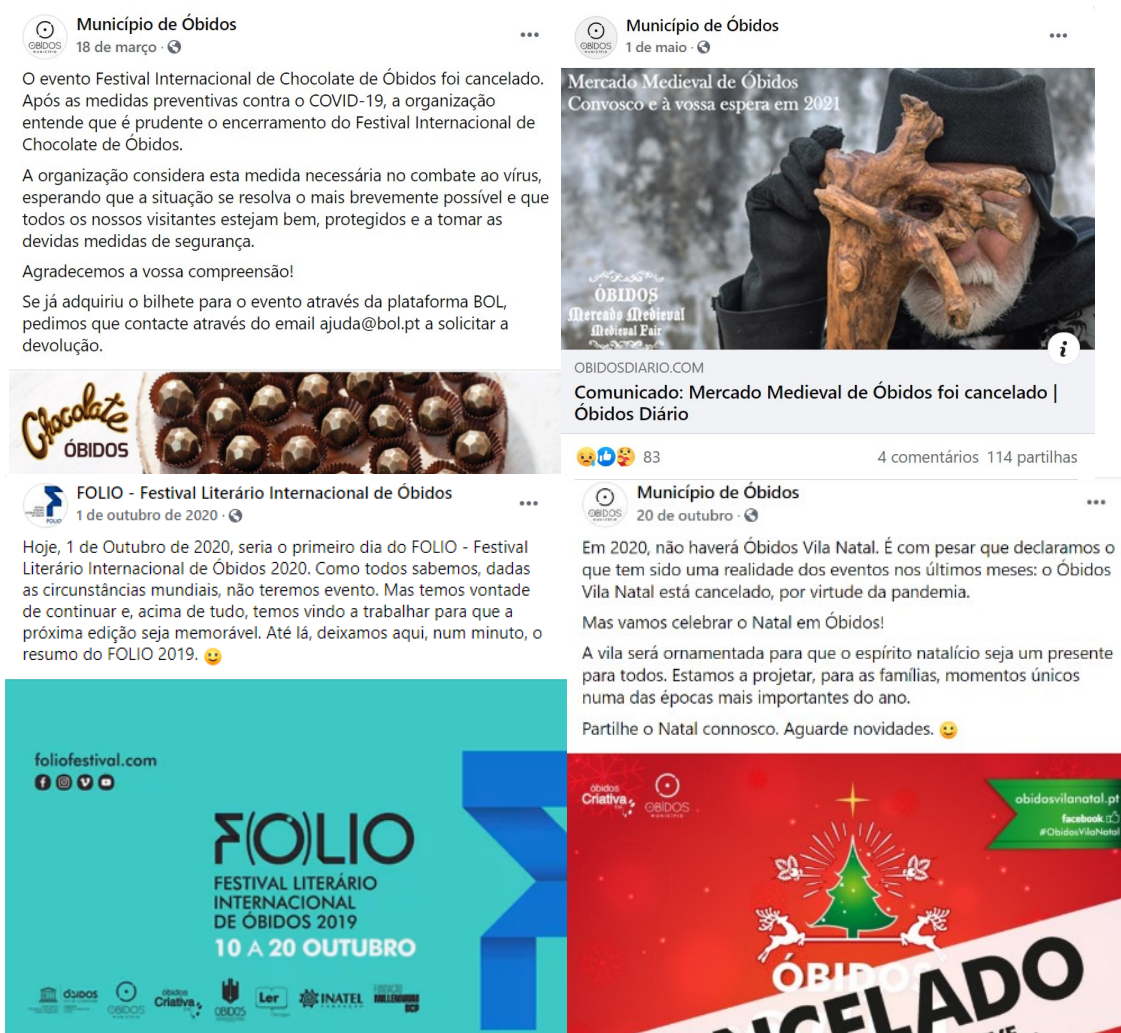 Município de Óbidos
18 de março
O evento Festival Internacional de Chocolate de Óbidos foi cancelado.
Após as medidas preventivas contra o COVID-19, a organização
entende que é prudente o encerramento do Festival Internacional de
Chocolate de Óbidos.
A organização considera esta medida necessária no combate ao vírus,
esperando que a situação se resolva o mais brevemente possível e que
todos os nossos visitantes estejam bem, protegidos e a tomar as
devidas medidas de segurança.
Agradecemos a vossa compreensão!
Se já adquiriu o bilhete para o evento através da plataforma BOL,
pedimos que contacte através do email ajuda@bol.pt a solicitar a
devolução.
Chocolate
ÓBIDOS
Município de Óbidos
1 de maio
Mercado Medieval de Óbidos
Convosco e à vossa espera em 2021
ÓBIDOS
Mercado Medieval
Medieval Fair
OBIDOSDIARIO.COM
Comunicado: Mercado Medieval de Óbidos foi cancelado |
Óbidos Diário
83
4 comentários 114 partilhas
FOLIO - Festival Literário Internacional de Óbidos
1 de outubro de 2020
Hoje, 1 de Outubro de 2020, seria o primeiro dia do FOLIO - Festival
Literário Internacional de Óbidos 2020. Como todos sabemos, dadas
as circunstâncias mundiais, não teremos evento. Mas temos vontade
de continuar e, acima de tudo, temos vindo a trabalhar para que a
próxima edição seja memorável. Até lá, deixamos aqui, num minuto, o
resumo do FOLIO 2019.
foliofestival.com
F(O)LIO
FESTIVAL LITERÁRIO
INTERNACIONAL
DE ÓBIDOS 2019
10 A 20 OUTUBRO
óbidos
ÓBIDOS
óbidos
Criativa
ÓBIDOS
Ler
INATEL
MILLENNIUM
BCP
Município de Óbidos
20 de outubro
Em 2020, não haverá Óbidos Vila Natal. É com pesar que declaramos o
que tem sido uma realidade dos eventos nos últimos meses: o Óbidos
Vila Natal está cancelado, por virtude da pandemia.
Mas vamos celebrar o Natal em Óbidos!
A vila será ornamentada para que o espírito natalício seja um presente
para todos. Estamos a projetar, para as famílias, momentos únicos
numa das épocas mais importantes do ano.
Partilhe o Natal connosco. Aguarde novidades.
óbidos
Criativa
ÓBIDOS
MUNICÍPIO
obidosvilanatal.pt
facebook
#ObidosVilaNatal
ÓBIDOS
NCELADO